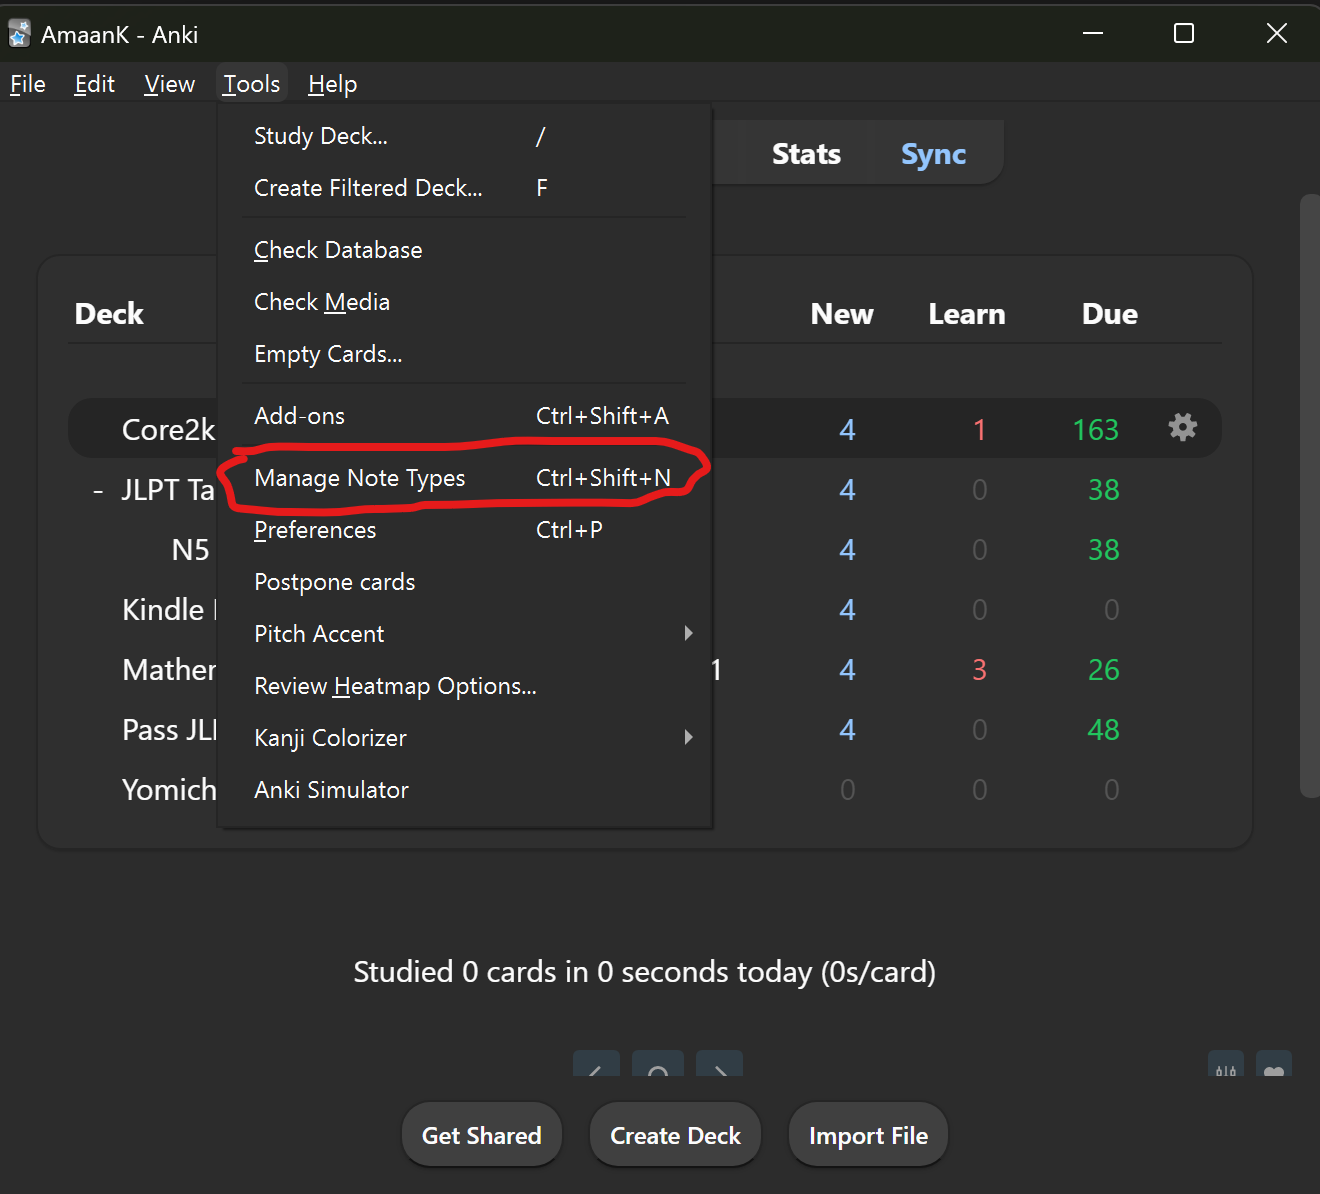 AmaanK - Anki
File Edit View Tools Help
Study Deck... /
Create Filtered Deck... F
Check Database
Check Media
Empty Cards...
Add-ons Ctrl+Shift+A
Manage Note Types Ctrl+Shift+N
Preferences Ctrl+P
Postpone cards
Pitch Accent
Review Heatmap Options...
Kanji Colorizer
Anki Simulator
Stats Sync
Deck New Learn Due
Core2k 4 1 163
- JLPT Ta 4 0 38
N5 4 0 38
Kindle 4 0 0
Mather 1 4 3 26
Pass JL 4 0 48
Yomich 0 0 0
Studied 0 cards in 0 seconds today (0s/card)
Get Shared Create Deck Import File